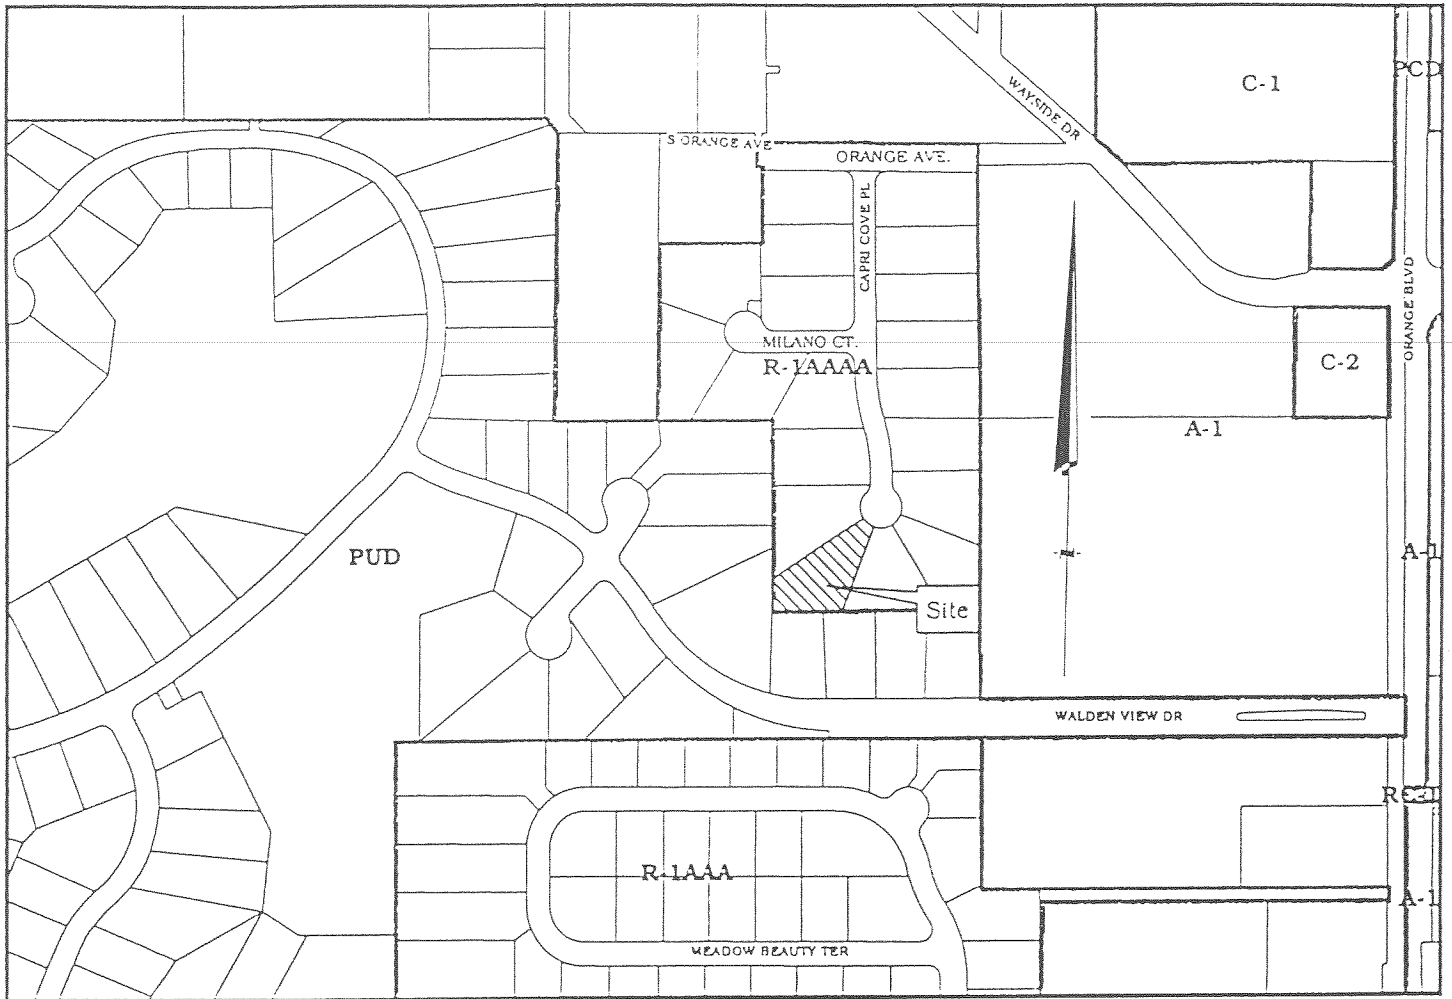 PCD
C-1
WAYSIDE DR
S ORANGE AVE
ORANGE AVE.
CAPRI COVE PL
ORANGE BLVD
MILANO CT.
R-1AAAA
C-2
A-1
PUD
A-1
Site
WALDEN VIEW DR
R-1AAA
A-1
MEADOW BEAUTY TER